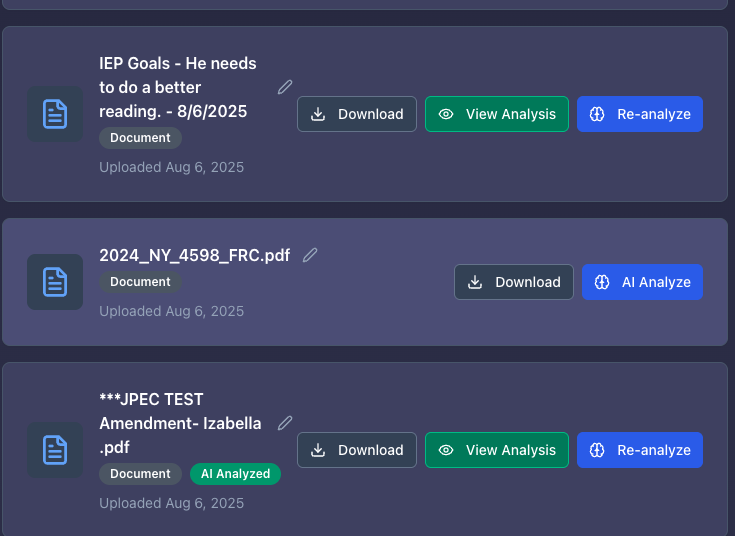 IEP Goals - He needs
to do a better
reading. - 8/6/2025
Download
View Analysis
Re-analyze
Document
Uploaded Aug 6, 2025
2024_NY_4598_FRC.pdf
Document
Download
AI Analyze
Uploaded Aug 6, 2025
***JPEC TEST
Amendment- Izabella
.pdf
Download
View Analysis
Re-analyze
Document
AI Analyzed
Uploaded Aug 6, 2025